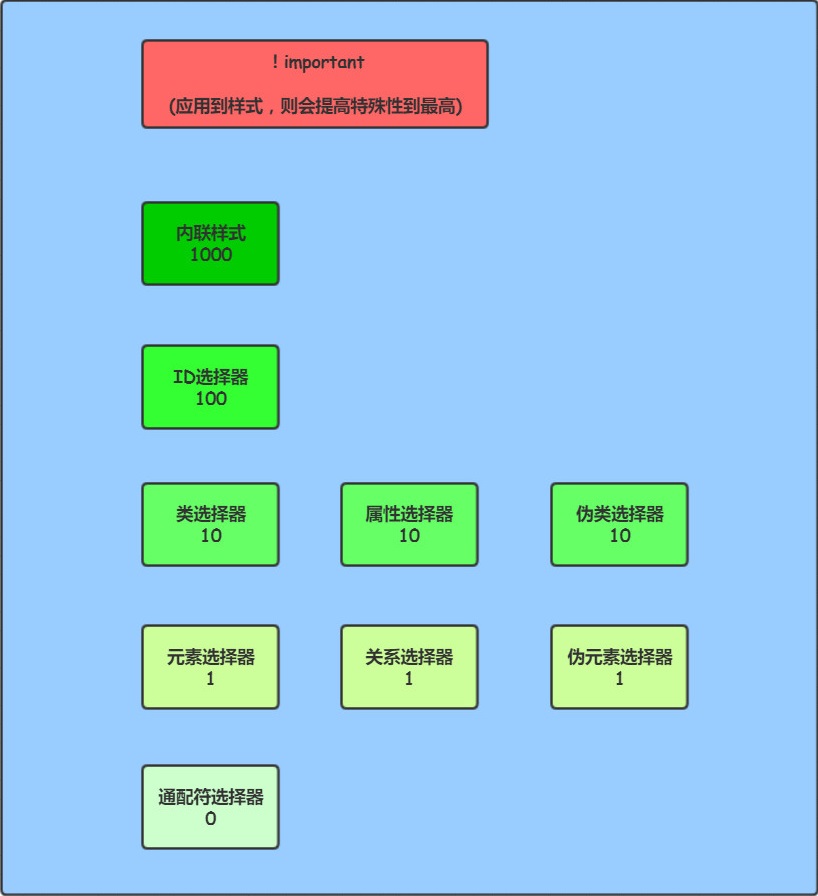 ! important
(应用到样式，则会提高特殊性到最高)
内联样式
1000
ID选择器
100
类选择器
10
属性选择器
10
伪类选择器
10
元素选择器
1
关系选择器
1
伪元素选择器
1
通配符选择器
0